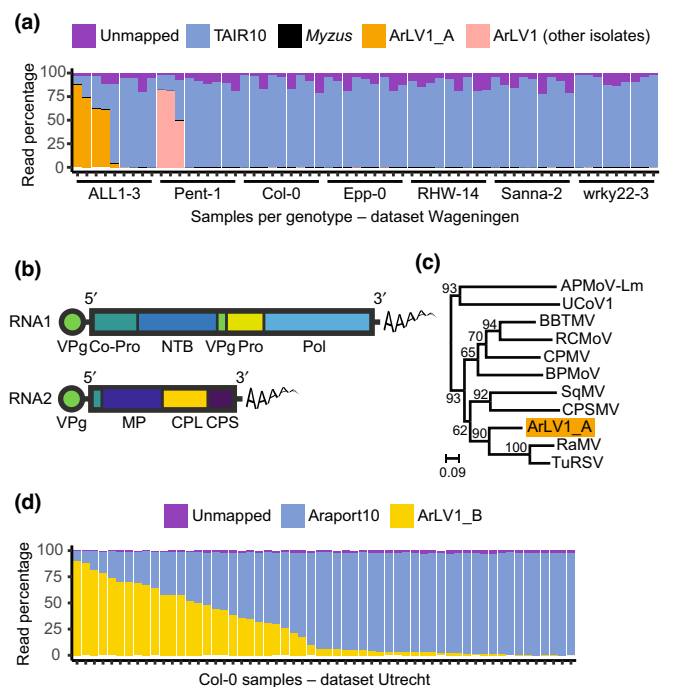 (a)
Unmapped TAIR10 Myzus ArLV1_A ArLV1 (other isolates)
Read percentage
100
75
50
25
0
ALL1-3 Pent-1 Col-0 Epp-0 RHW-14 Sanna-2 wrky22-3
Samples per genotype – dataset Wageningen
(b)
5′ 3′
RNA1 AAAAA
VPg Co-Pro NTB VPg Pro Pol
5′ 3′
RNA2 AAAAA
VPg MP CPL CPS
(c)
93 APMoV-Lm
UCoV1
94 BBTMV
70 RCMoV
65 CPMV
BPMoV
93 92 SqMV
CPSMV
62 90 ArLV1_A
100 RaMV
TuRSV
0.09
(d)
Unmapped Araport10 ArLV1_B
Read percentage
100
75
50
25
0
Col-0 samples – dataset Utrecht